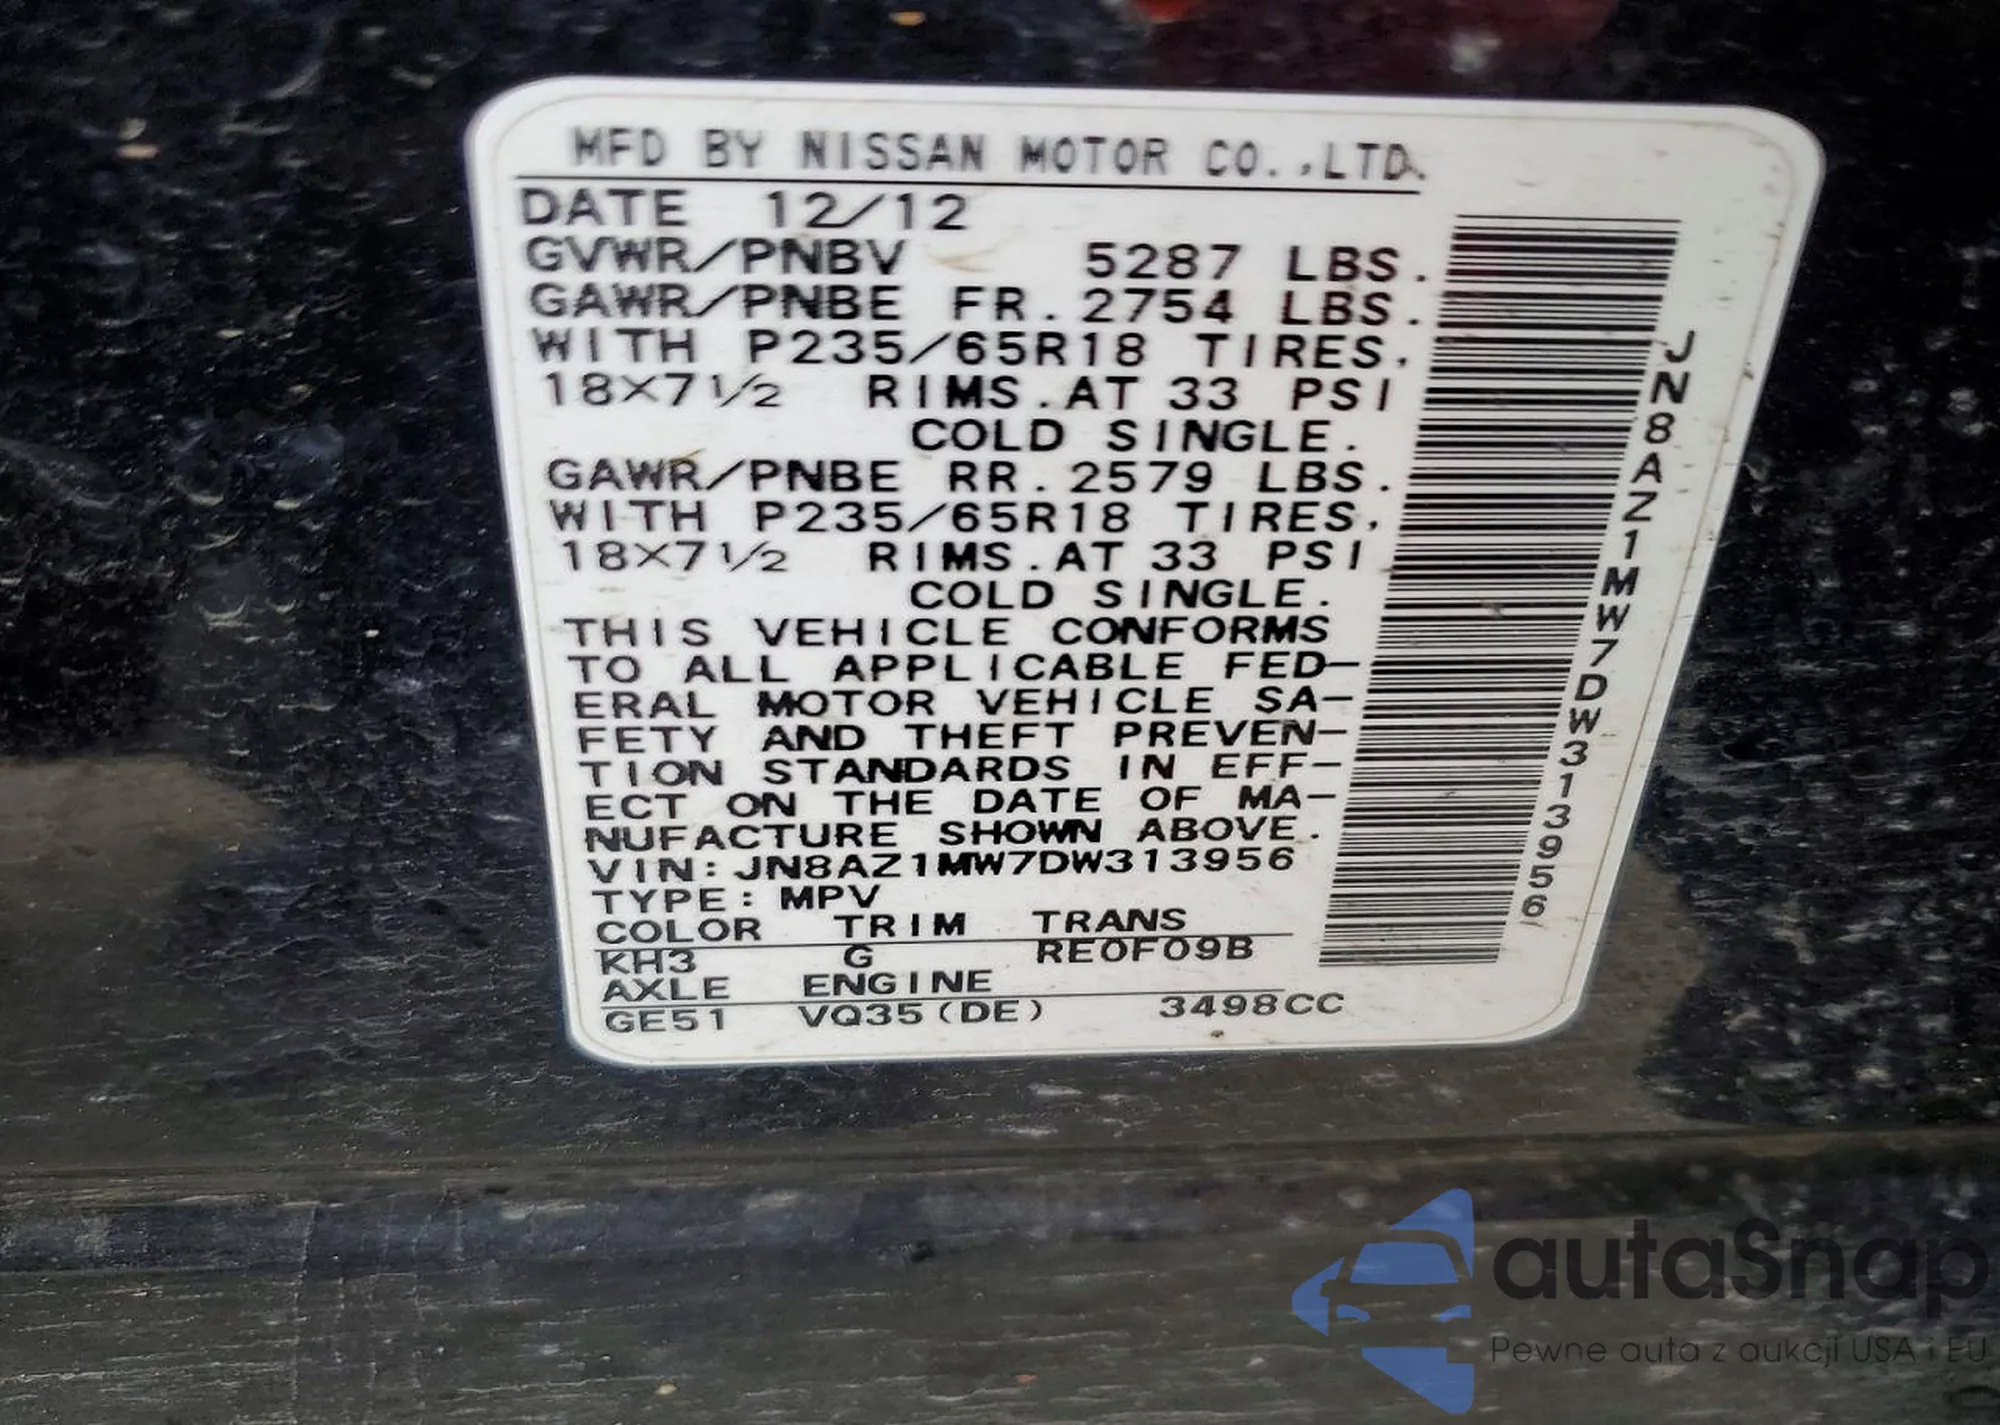 MFD BY NISSAN MOTOR CO.,LTD.
DATE 12/12
GVWR/PNBV 5287 LBS.
GAWR/PNBE FR. 2754 LBS.
WITH P235/65R18 TIRES,
18X7½ RIMS.AT 33 PSI
COLD SINGLE.
GAWR/PNBE RR. 2579 LBS.
WITH P235/65R18 TIRES,
18X7½ RIMS.AT 33 PSI
COLD SINGLE.
THIS VEHICLE CONFORMS
TO ALL APPLICABLE FED-
ERAL MOTOR VEHICLE SA-
FETY AND THEFT PREVEN-
TION STANDARDS IN EFF-
ECT ON THE DATE OF MA-
NUFACTURE SHOWN ABOVE.
VIN: JN8AZ1MW7DW313956
TYPE: MPV
COLOR TRIM TRANS
KH3 G RE0F09B
AXLE ENGINE
GE51 VQ35(DE) 3498CC
JN8AZ1MW7DW313956
autaSnap
Pewne auta z aukcji USA i EU